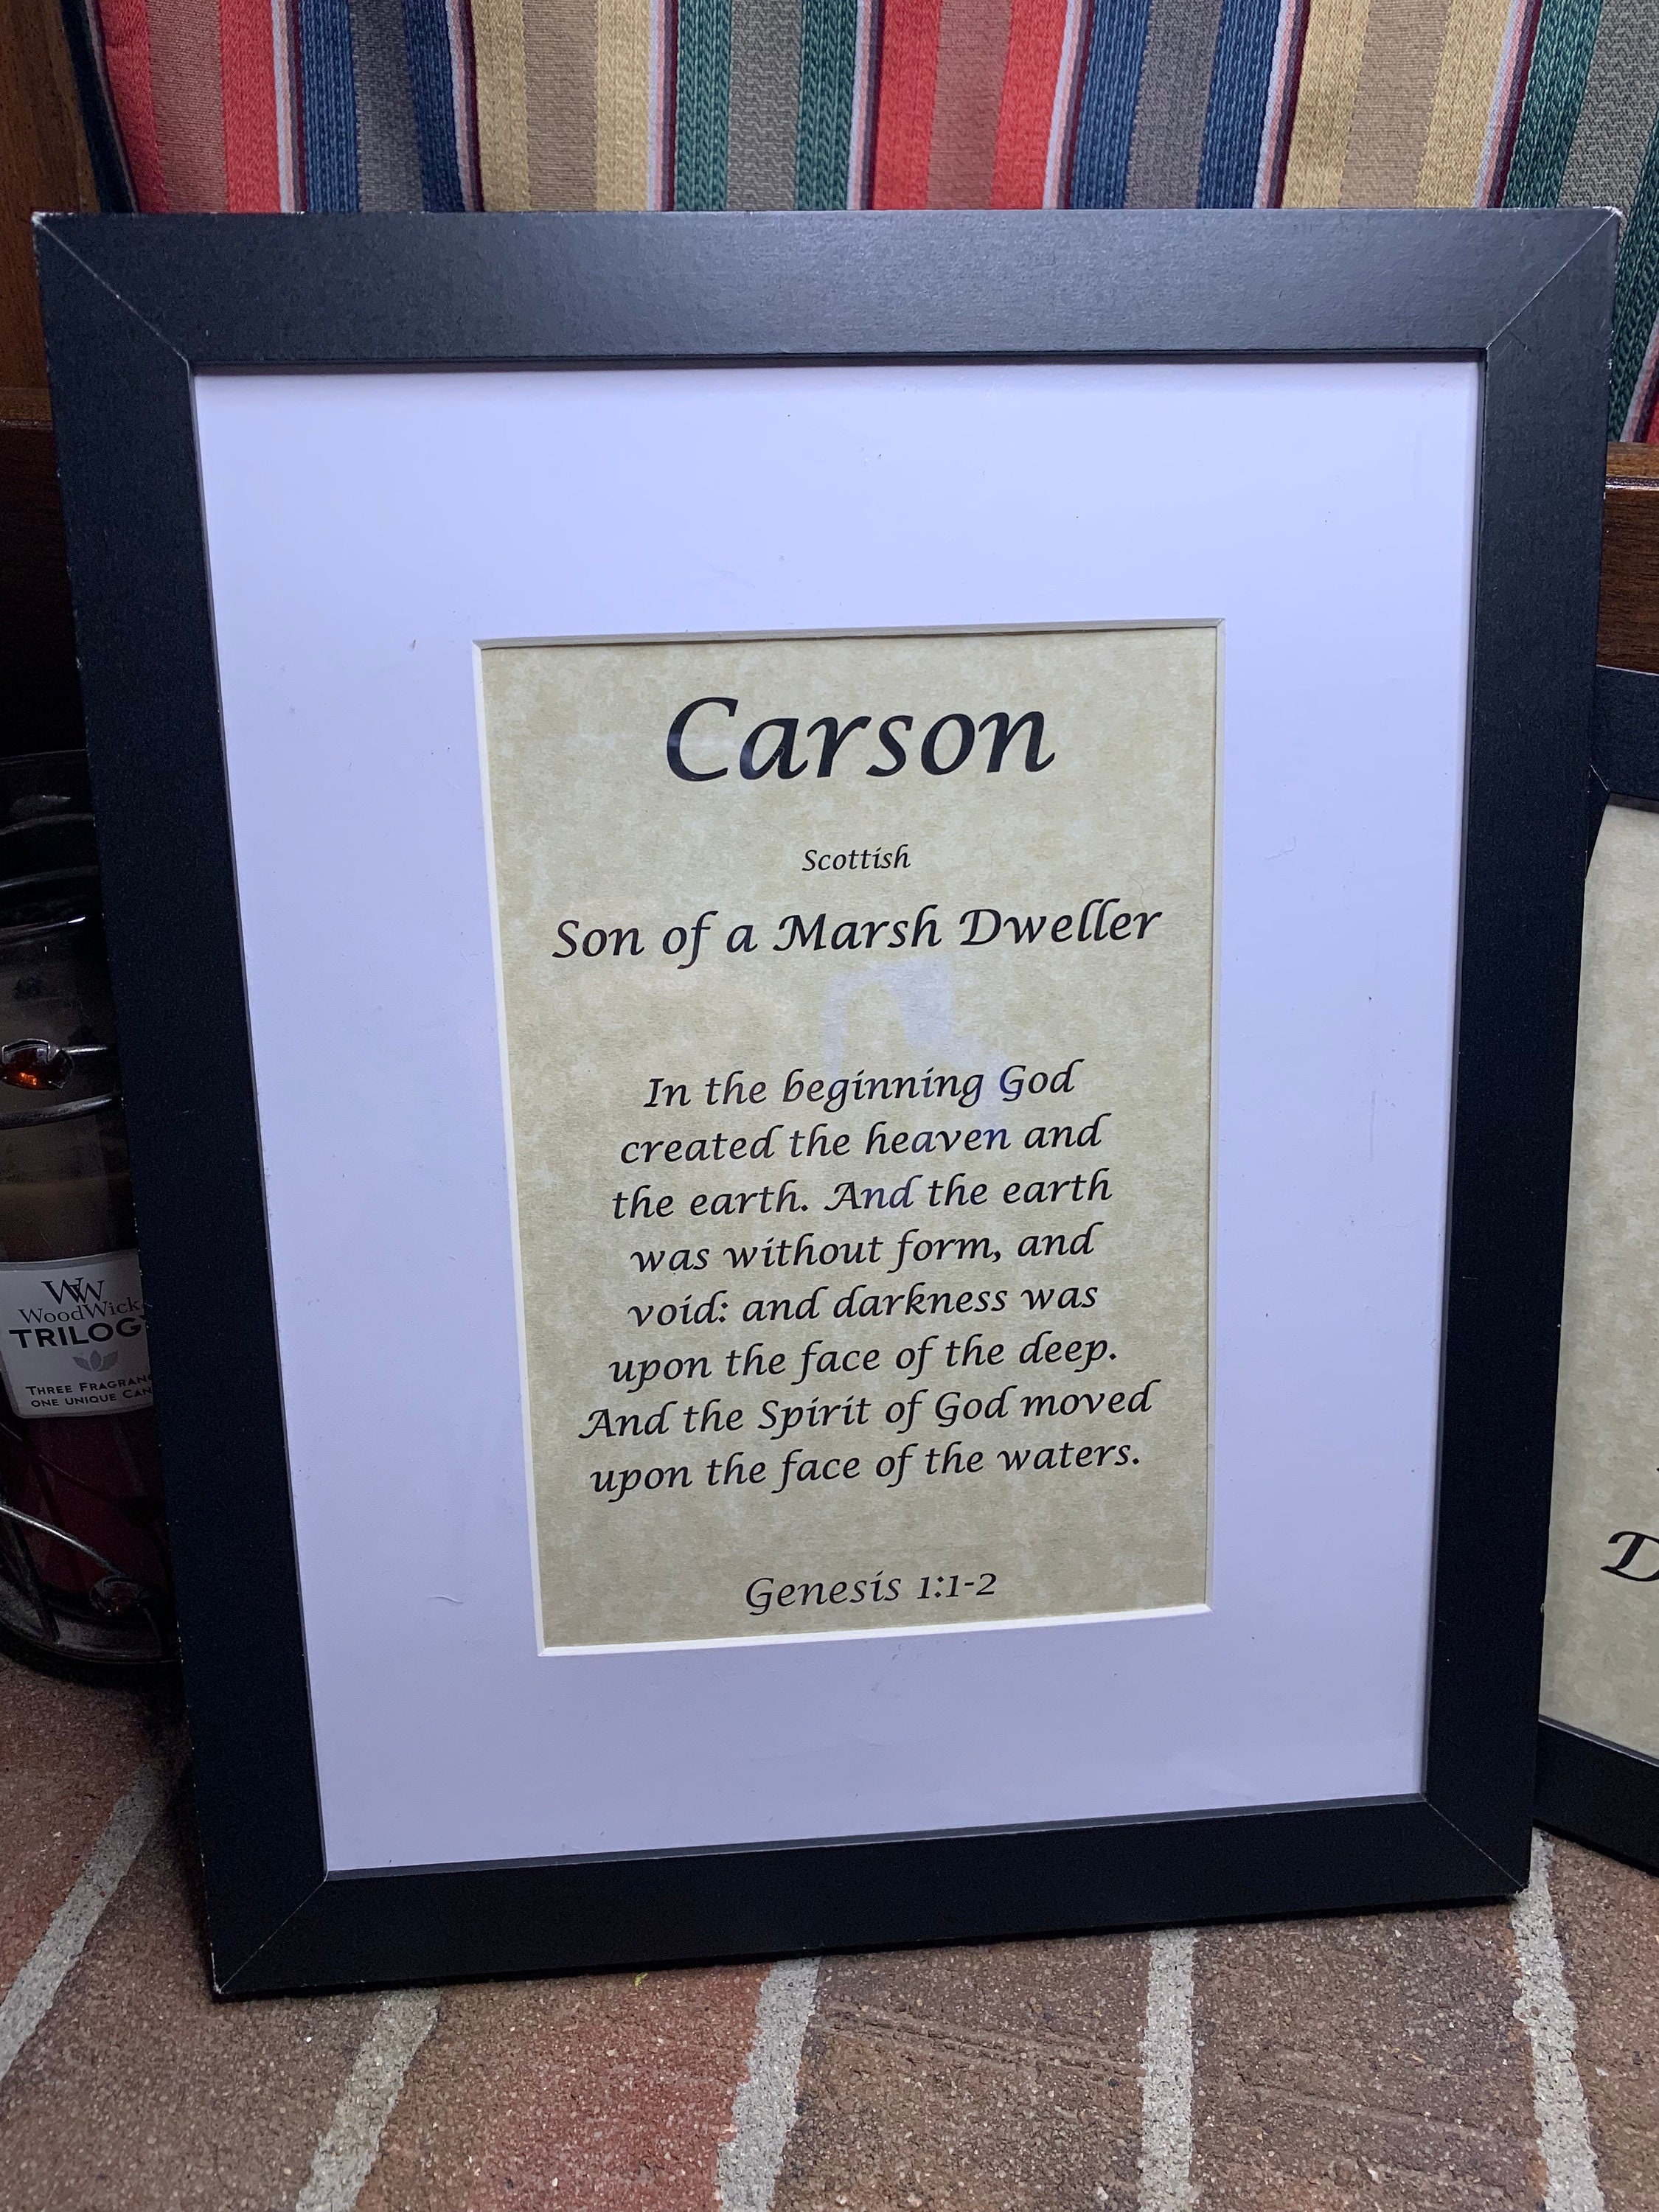 Carson
Scottish
Son of a Marsh Dweller
In the beginning God
created the heaven and
the earth. And the earth
was without form, and
void: and darkness was
upon the face of the deep.
And the Spirit of God moved
upon the face of the waters.
Genesis 1:1-2
WW
WoodWick
TRILOG
THREE FRAGRAN
ONE UNIQUE CAN
D